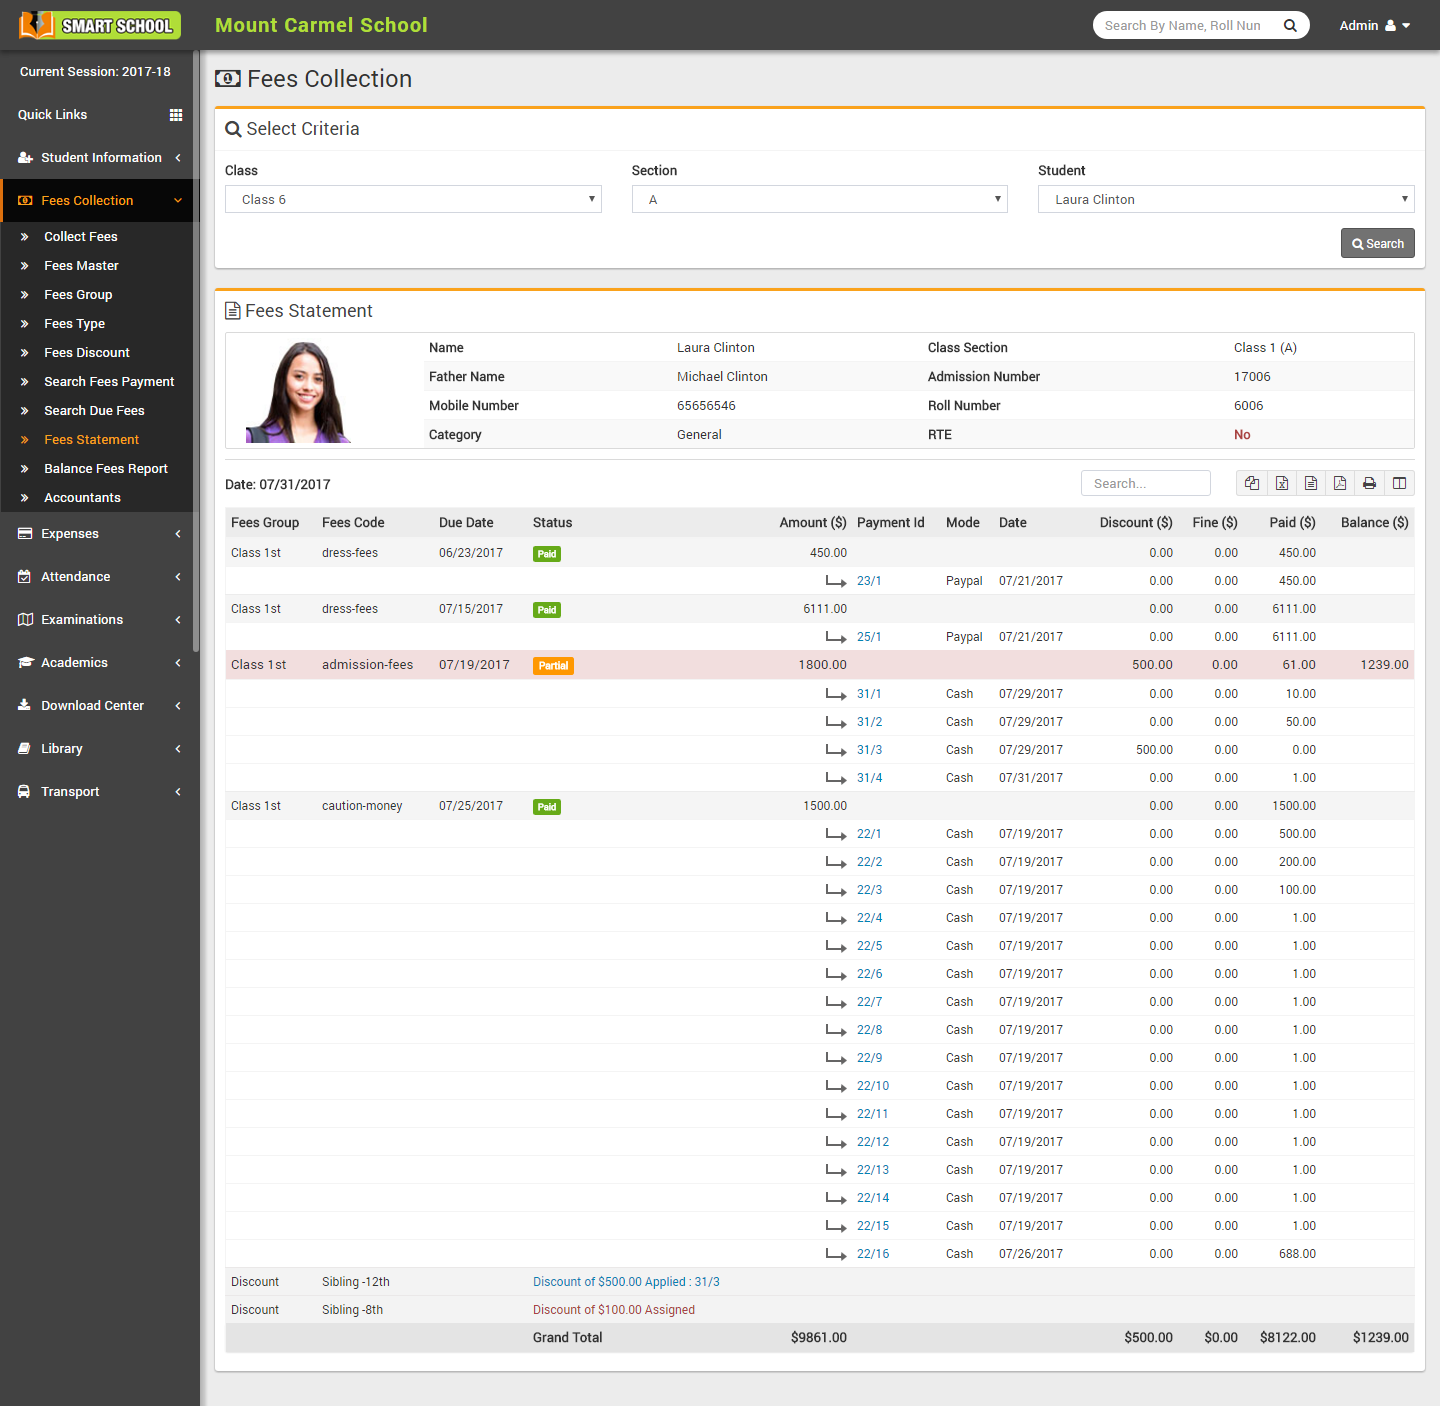 SMART SCHOOL
Mount Carmel School
Search By Name, Roll Nun
Admin
Current Session: 2017-18
Quick Links
Student Information
Fees Collection
Collect Fees
Fees Master
Fees Group
Fees Type
Fees Discount
Search Fees Payment
Search Due Fees
Fees Statement
Balance Fees Report
Accountants
Expenses
Attendance
Examinations
Academics
Download Center
Library
Transport
Fees Collection
Select Criteria
Class Section Student
Class 6 A Laura Clinton
Search
Fees Statement
Name Laura Clinton Class Section Class 1 (A)
Father Name Michael Clinton Admission Number 17006
Mobile Number 65656546 Roll Number 6006
Category General RTE No
Date: 07/31/2017 Search...
Fees Group Fees Code Due Date Status Amount ($) Payment Id Mode Date Discount ($) Fine ($) Paid ($) Balance ($)
Class 1st dress-fees 06/23/2017 Paid 450.00 0.00 0.00 450.00
23/1 Paypal 07/21/2017 0.00 0.00 450.00
Class 1st dress-fees 07/15/2017 Paid 6111.00 0.00 0.00 6111.00
25/1 Paypal 07/21/2017 0.00 0.00 6111.00
Class 1st admission-fees 07/19/2017 Partial 1800.00 500.00 0.00 61.00 1239.00
31/1 Cash 07/29/2017 0.00 0.00 10.00
31/2 Cash 07/29/2017 0.00 0.00 50.00
31/3 Cash 07/29/2017 500.00 0.00 0.00
31/4 Cash 07/31/2017 0.00 0.00 1.00
Class 1st caution-money 07/25/2017 Paid 1500.00 0.00 0.00 1500.00
22/1 Cash 07/19/2017 0.00 0.00 500.00
22/2 Cash 07/19/2017 0.00 0.00 200.00
22/3 Cash 07/19/2017 0.00 0.00 100.00
22/4 Cash 07/19/2017 0.00 0.00 1.00
22/5 Cash 07/19/2017 0.00 0.00 1.00
22/6 Cash 07/19/2017 0.00 0.00 1.00
22/7 Cash 07/19/2017 0.00 0.00 1.00
22/8 Cash 07/19/2017 0.00 0.00 1.00
22/9 Cash 07/19/2017 0.00 0.00 1.00
22/10 Cash 07/19/2017 0.00 0.00 1.00
22/11 Cash 07/19/2017 0.00 0.00 1.00
22/12 Cash 07/19/2017 0.00 0.00 1.00
22/13 Cash 07/19/2017 0.00 0.00 1.00
22/14 Cash 07/19/2017 0.00 0.00 1.00
22/15 Cash 07/19/2017 0.00 0.00 1.00
22/16 Cash 07/26/2017 0.00 0.00 688.00
Discount Sibling -12th Discount of $500.00 Applied : 31/3
Discount Sibling -8th Discount of $100.00 Assigned
Grand Total $9861.00 $500.00 $0.00 $8122.00 $1239.00